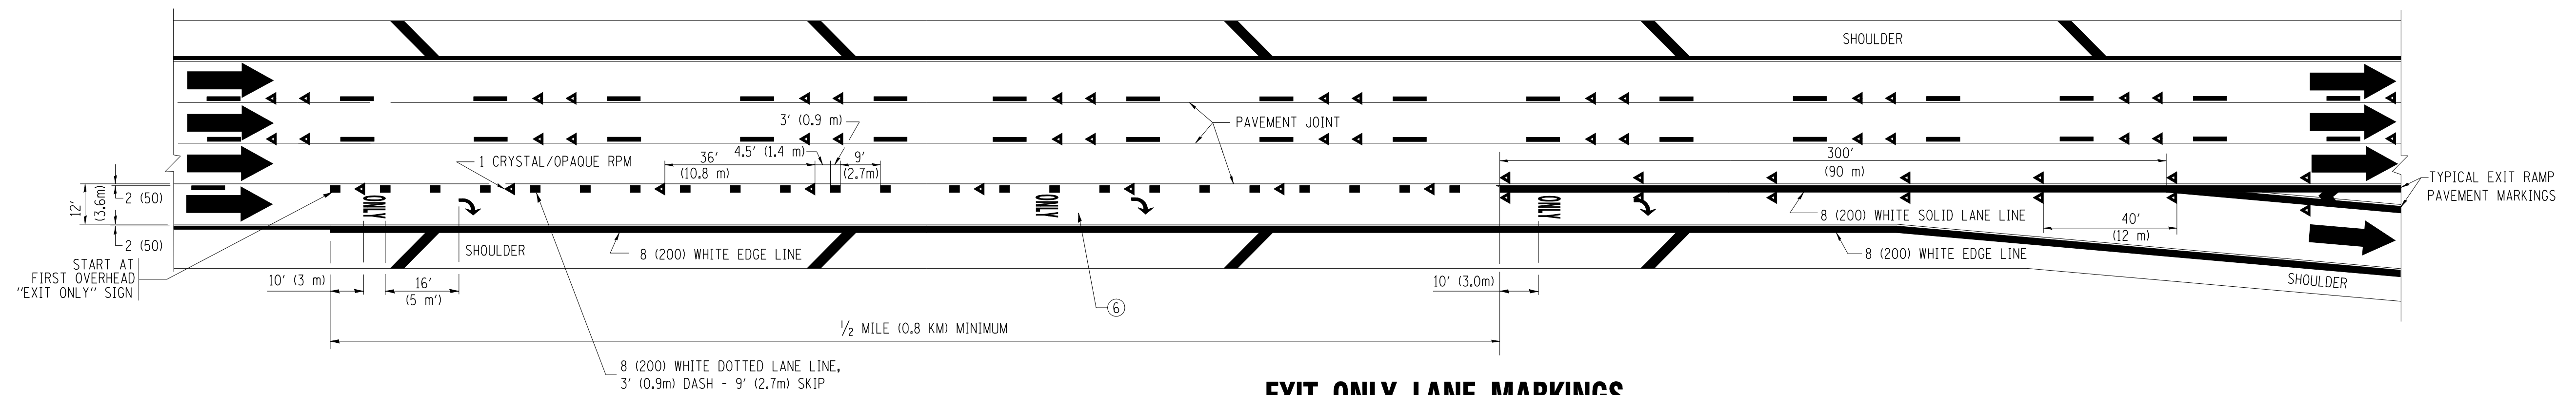 SHOULDER
3' (0.9 m)
PAVEMENT JOINT
1 CRYSTAL/OPAQUE RPM
36'
(10.8 m)
4.5' (1.4 m)
9'
(2.7m)
300'
(90 m)
12'
(3.6m)
2 (50)
2 (50)
ONLY
ONLY
ONLY
TYPICAL EXIT RAMP
PAVEMENT MARKINGS
8 (200) WHITE SOLID LANE LINE
40'
(12 m)
SHOULDER
8 (200) WHITE EDGE LINE
8 (200) WHITE EDGE LINE
SHOULDER
START AT
FIRST OVERHEAD
"EXIT ONLY" SIGN
10' (3 m)
16'
(5 m')
10' (3.0m)
6
1/2 MILE (0.8 KM) MINIMUM
8 (200) WHITE DOTTED LANE LINE,
3' (0.9m) DASH - 9' (2.7m) SKIP
EXIT ONLY LANE MARKINGS